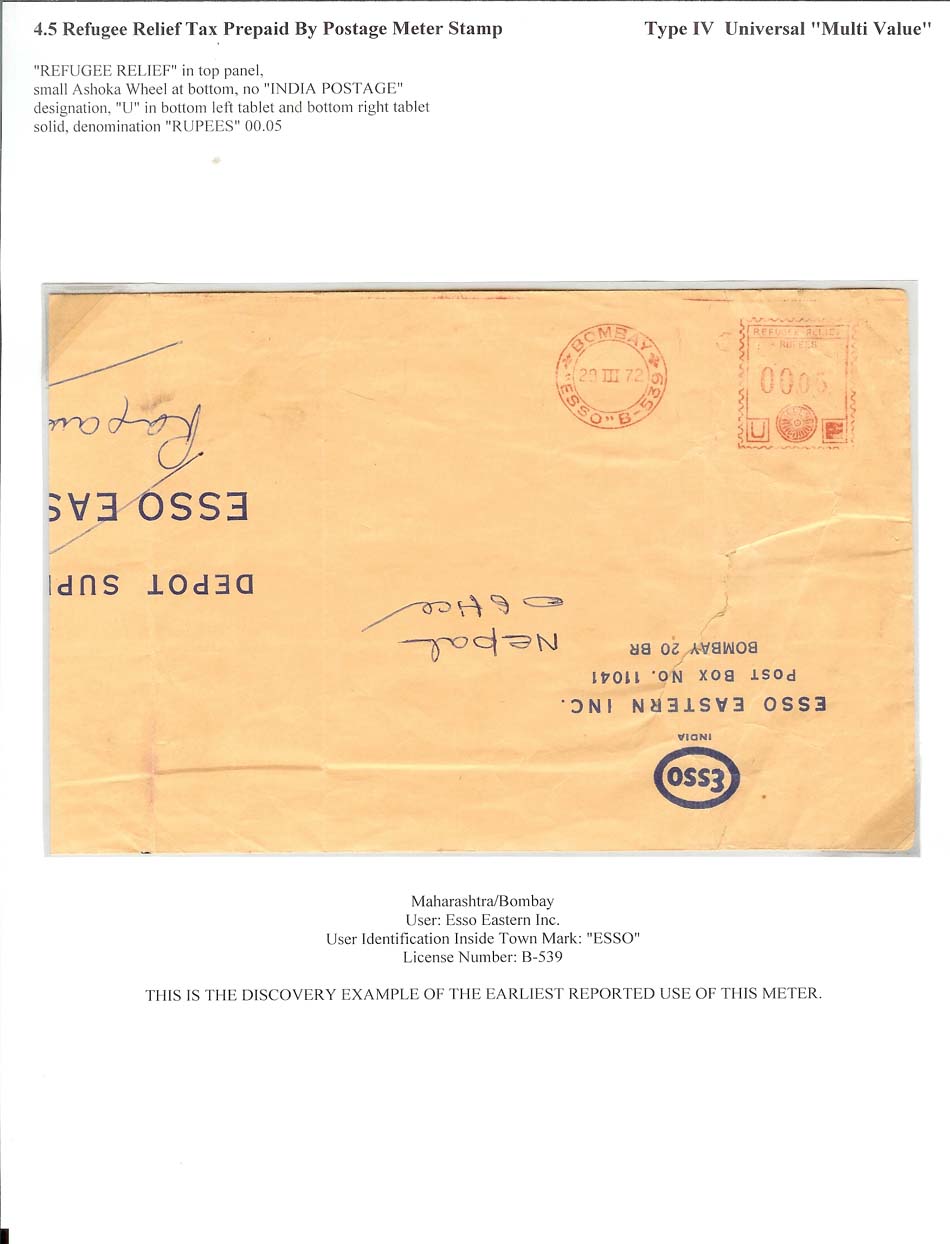 4.5 Refugee Relief Tax Prepaid By Postage Meter Stamp
Type IV Universal "Multi Value"
"REFUGEE RELIEF" in top panel,
small Ashoka Wheel at bottom, no "INDIA POSTAGE"
designation, "U" in bottom left tablet and bottom right tablet
solid, denomination "RUPEES" 00.05
BOMBAY
29 III 72
"ESSO" B-539
REFUGEE RELIEF
RUPEES
00.05
U
ESSO
INDIA
ESSO EASTERN INC.
POST BOX NO. 11041
BOMBAY 20 BR
Nepal
office
DEPOT SUP
ESSO EAS
Maharashtra/Bombay
User: Esso Eastern Inc.
User Identification Inside Town Mark: "ESSO"
License Number: B-539
THIS IS THE DISCOVERY EXAMPLE OF THE EARLIEST REPORTED USE OF THIS METER.